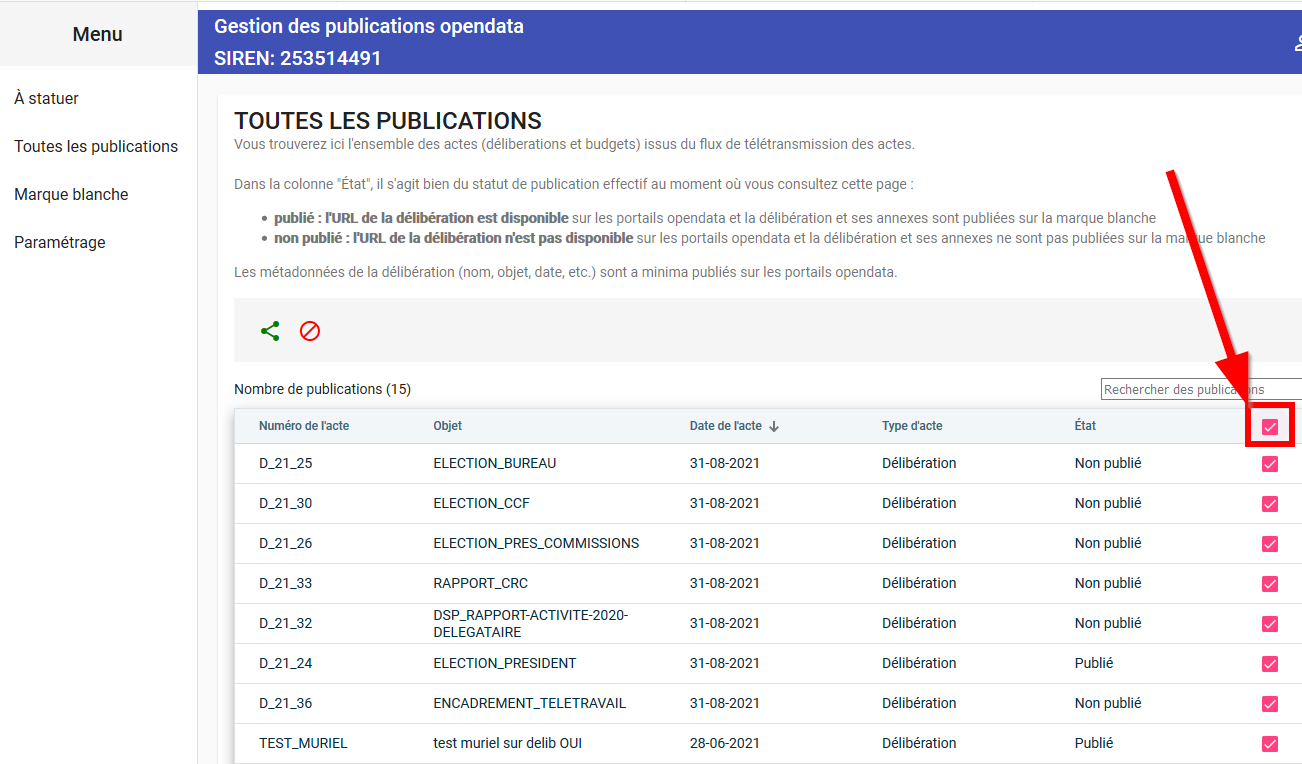 Menu
À statuer
Toutes les publications
Marque blanche
Paramétrage
Gestion des publications opendata
SIREN: 253514491
TOUTES LES PUBLICATIONS
Vous trouverez ici l'ensemble des actes (déliberations et budgets) issus du flux de télétransmission des actes.
Dans la colonne "État", il s'agit bien du statut de publication effectif au moment où vous consultez cette page :
• publié : l'URL de la délibération est disponible sur les portails opendata et la délibération et ses annexes sont publiées sur la marque blanche
• non publié : l'URL de la délibération n'est pas disponible sur les portails opendata et la délibération et ses annexes ne sont pas publiées sur la marque blanche
Les métadonnées de la délibération (nom, objet, date, etc.) sont a minima publiés sur les portails opendata.
Nombre de publications (15)
Rechercher des publications
Numéro de l'acte Objet Date de l'acte Type d'acte État
D_21_25 ELECTION_BUREAU 31-08-2021 Délibération Non publié
D_21_30 ELECTION_CCF 31-08-2021 Délibération Non publié
D_21_26 ELECTION_PRES_COMMISSIONS 31-08-2021 Délibération Non publié
D_21_33 RAPPORT_CRC 31-08-2021 Délibération Non publié
D_21_32 DSP_RAPPORT-ACTIVITE-2020- 31-08-2021 Délibération Non publié
DELEGATAIRE
D_21_24 ELECTION_PRESIDENT 31-08-2021 Délibération Publié
D_21_36 ENCADREMENT_TELETRAVAIL 31-08-2021 Délibération Non publié
TEST_MURIEL test muriel sur delib OUI 28-06-2021 Délibération Publié